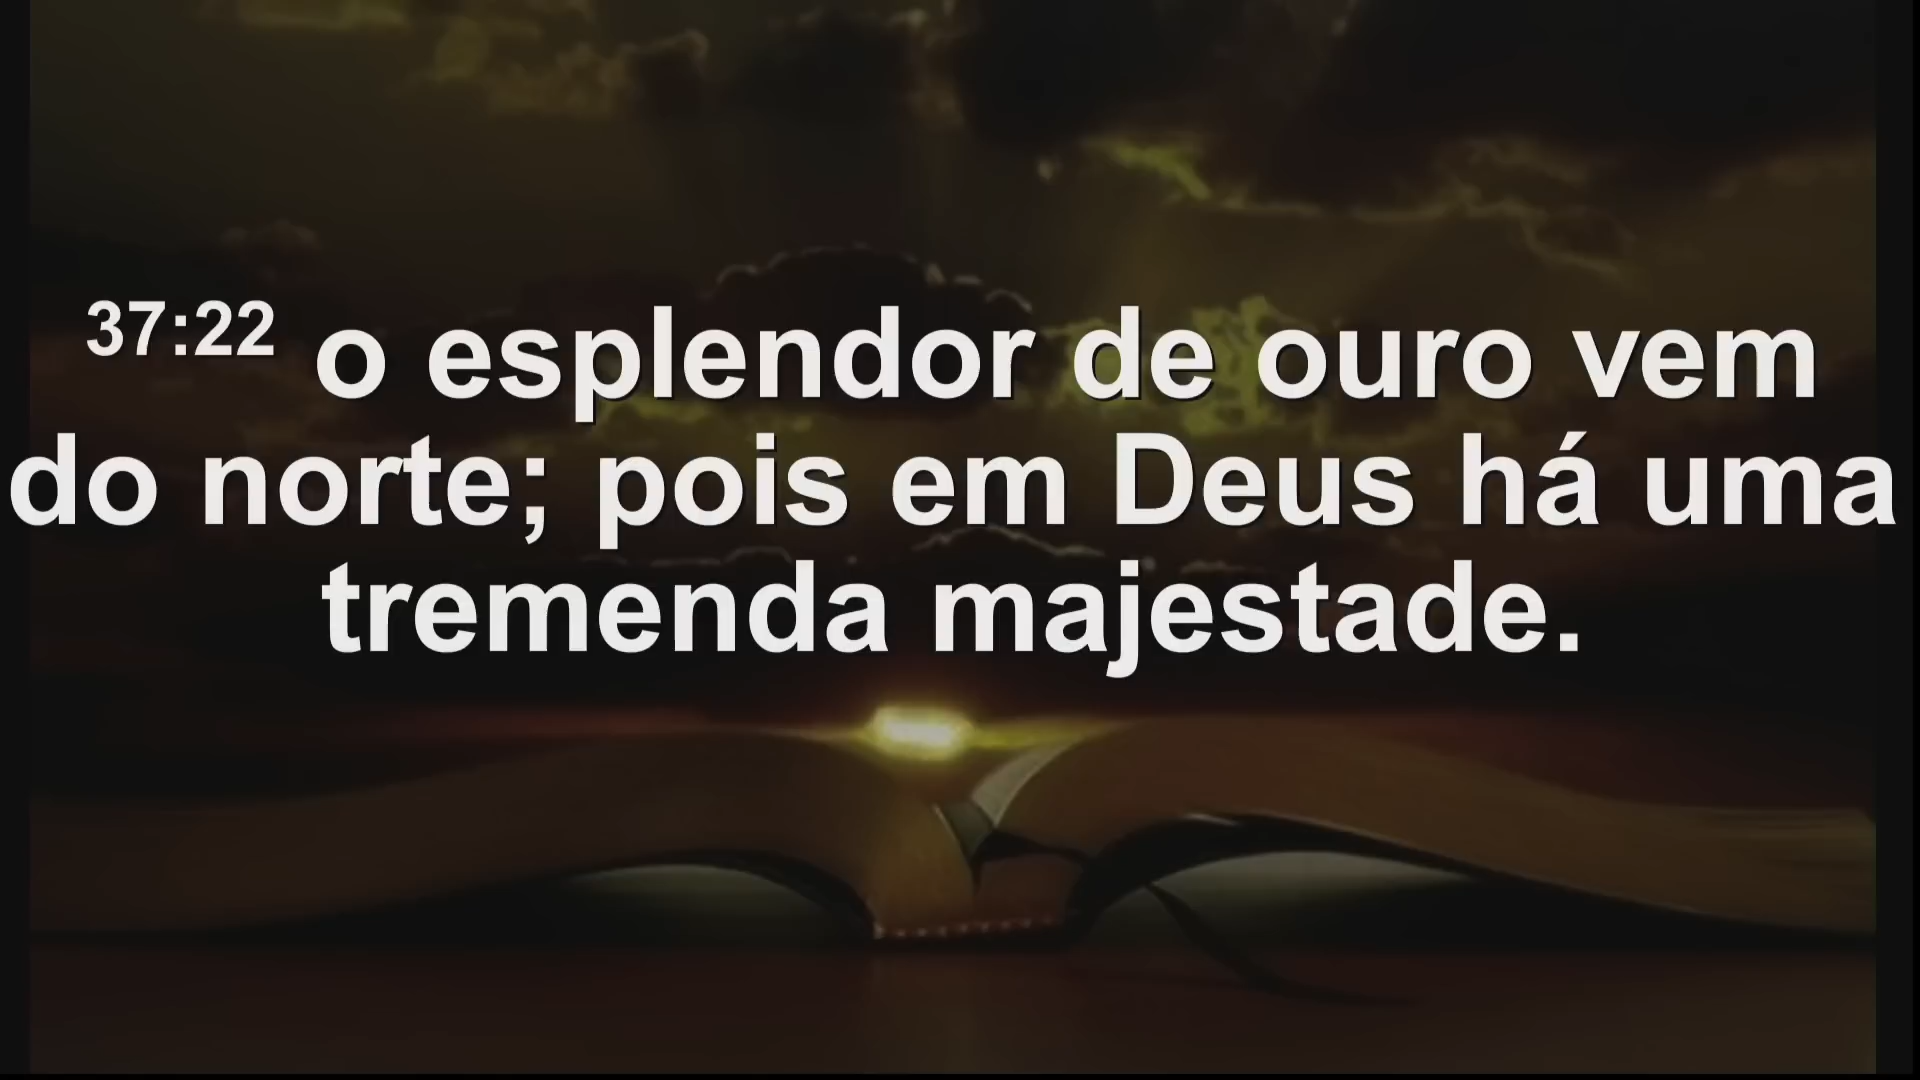 37:22 o esplendor de ouro vem
do norte; pois em Deus há uma
tremenda majestade.